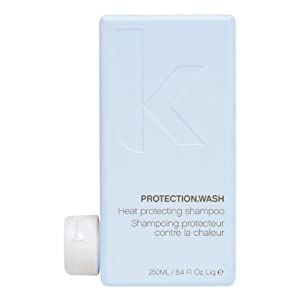 K
PROTECTION.WASH
Heat protecting shampoo
Shampoing protecteur
contre la chaleur
250ML / 8.4 Fl. Oz. Liq. e